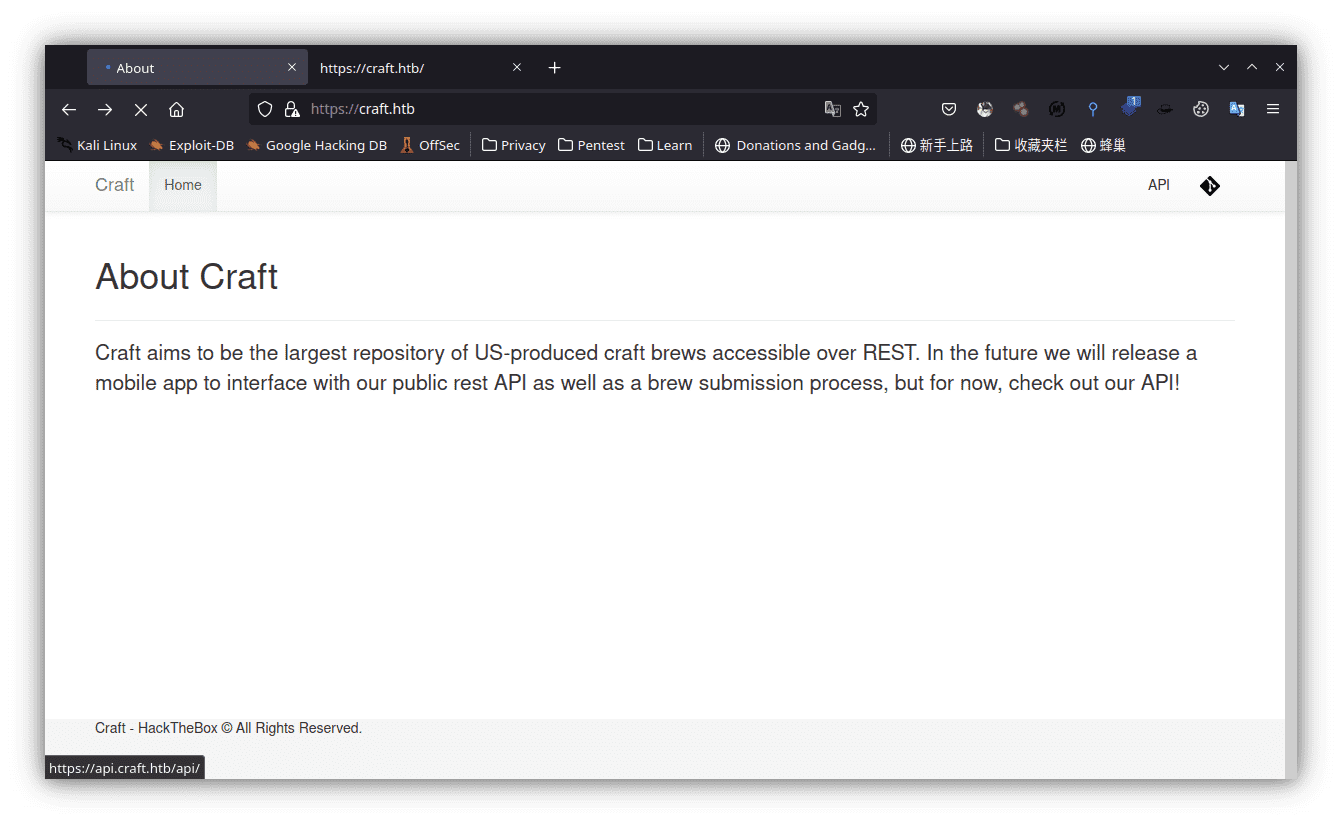 About
https://craft.htb/
https://craft.htb
1
Kali Linux Exploit-DB Google Hacking DB OffSec Privacy Pentest Learn Donations and Gadg... 新手上路 收藏夹栏 蜂巢
Craft Home API
About Craft
Craft aims to be the largest repository of US-produced craft brews accessible over REST. In the future we will release a
mobile app to interface with our public rest API as well as a brew submission process, but for now, check out our API!
Craft - HackTheBox © All Rights Reserved.
https://api.craft.htb/api/